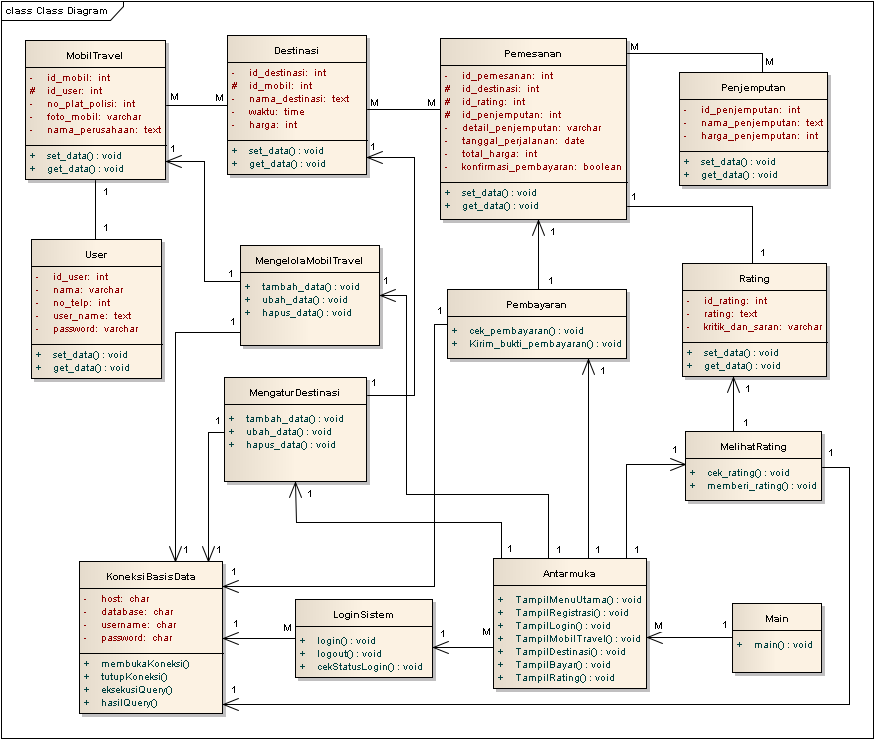 class Class Diagram
MobilTravel
- id_mobil: int
# id_user: int
- no_plat_polisi: int
- foto_mobil: varchar
- nama_perusahaan: text
+ set_data() : void
+ get_data() : void
Destinasi
- id_destinasi: int
# id_mobil: int
- nama_destinasi: text
- waktu: time
- harga: int
+ set_data() : void
+ get_data() : void
Pemesanan
- id_pemesanan: int
# id_destinasi: int
# id_rating: int
# id_penjemputan: int
- detail_penjemputan: varchar
- tanggal_perjalanan: date
- total_harga: int
- konfirmasi_pembayaran: boolean
+ set_data() : void
+ get_data() : void
Penjemputan
- id_penjemputan: int
- nama_penjemputan: text
- harga_penjemputan: int
+ set_data() : void
+ get_data() : void
M M
M M
M
M
1
1
1
1
1
1
User
- id_user: int
- nama: varchar
- no_telp: int
- user_name: text
- password: varchar
+ set_data() : void
+ get_data() : void
MengelolaMobilTravel
+ tambah_data() : void
+ ubah_data() : void
+ hapus_data() : void
1
1
1
1
1
1
Pembayaran
+ cek_pembayaran() : void
+ Kirim_bukti_pembayaran() : void
1
Rating
- id_rating: int
- rating: text
- kritik_dan_saran: varchar
+ set_data() : void
+ get_data() : void
1
1
MengaturDestinasi
+ tambah_data() : void
+ ubah_data() : void
+ hapus_data() : void
1
1
1
MelihatRating
+ cek_rating() : void
+ memberi_rating() : void
1
1
1
1
1
1
1
1
KoneksiBasisData
- host: char
- database: char
- username: char
- password: char
+ membukaKoneksi()
+ tutupKoneksi()
+ eksekusiQuery()
+ hasilQuery()
1
1
1
LoginSistem
+ login() : void
+ logout() : void
+ cekStatusLogin() : void
M
1
M
Antarmuka
+ TampilMenuUtama() : void
+ TampilRegistrasi() : void
+ TampilLogin() : void
+ TampilMobilTravel() : void
+ TampilDestinasi() : void
+ TampilBayar() : void
+ TampilRating() : void
M 1
Main
+ main() : void